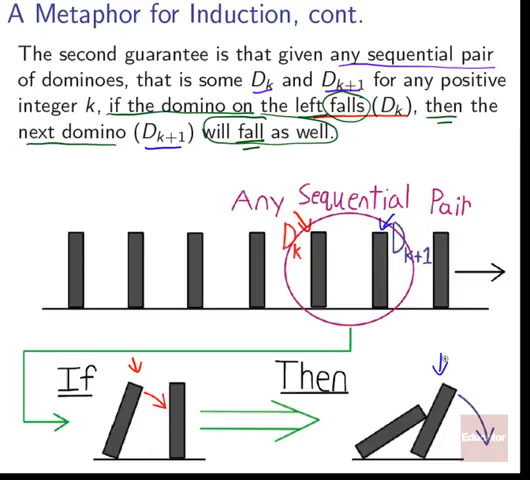 A Metaphor for Induction, cont.
The second guarantee is that given any sequential pair
of dominoes, that is some Dk and Dk+1 for any positive
integer k, if the domino on the left falls (Dk), then the
next domino (Dk+1) will fall as well.
Any Sequential Pair
Dk Dk+1
If Then